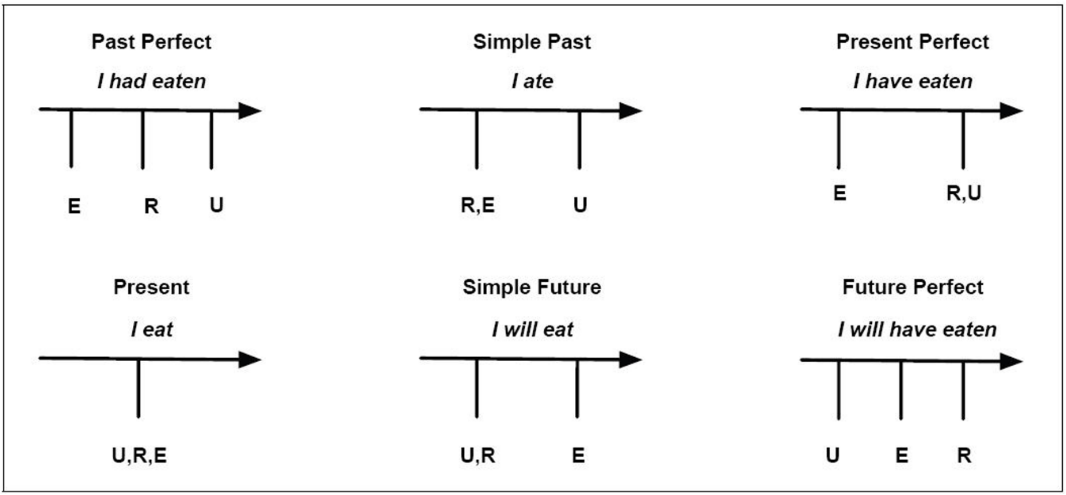 Past Perfect
I had eaten
E R U
Simple Past
I ate
R,E U
Present Perfect
I have eaten
E R,U
Present
I eat
U,R,E
Simple Future
I will eat
U,R E
Future Perfect
I will have eaten
U E R